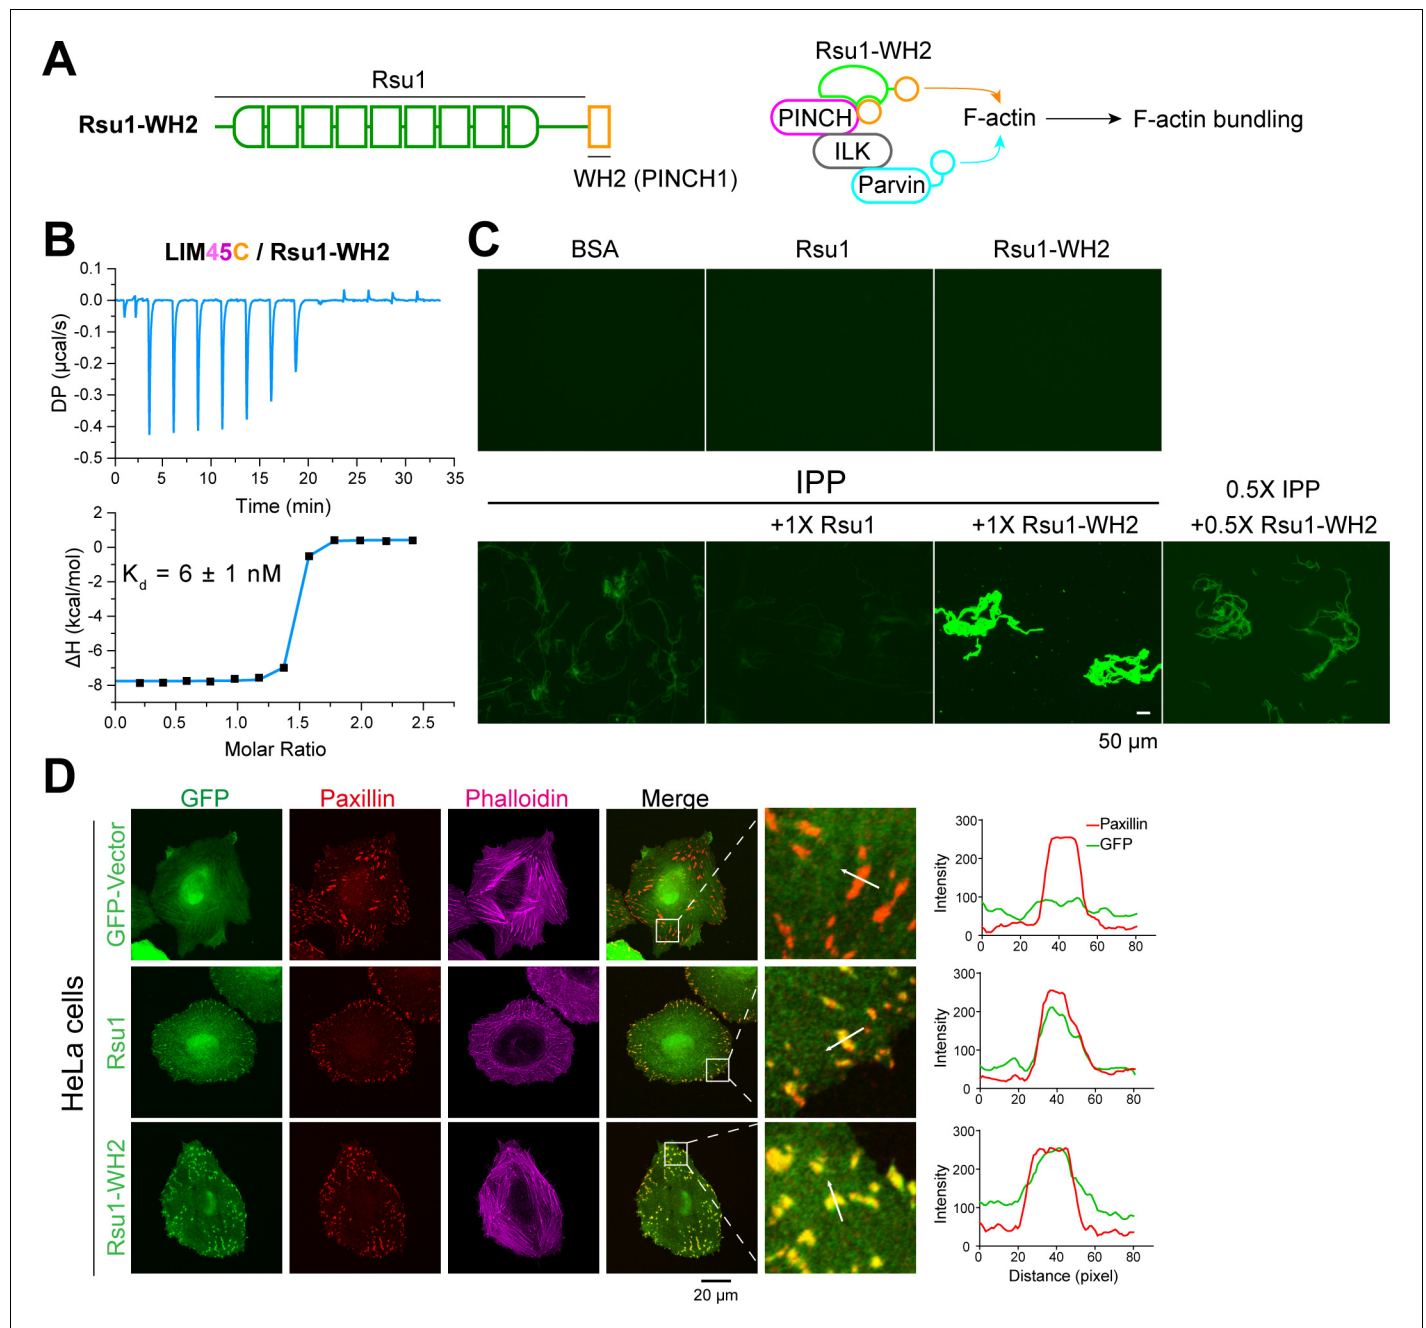 A
Rsu1
Rsu1-WH2
WH2 (PINCH1)
Rsu1-WH2
PINCH
ILK
Parvin
F-actin
F-actin bundling
B
LIM45C / Rsu1-WH2
DP (µcal/s)
0.1
0.0
-0.1
-0.2
-0.3
-0.4
-0.5
0 5 10 15 20 25 30 35
Time (min)
ΔH (kcal/mol)
2
0
-2
-4
-6
-8
Kd = 6 ± 1 nM
0.0 0.5 1.0 1.5 2.0 2.5
Molar Ratio
C
BSA Rsu1 Rsu1-WH2
IPP
+1X Rsu1 +1X Rsu1-WH2
0.5X IPP
+0.5X Rsu1-WH2
50 µm
D
GFP Paxillin Phalloidin Merge
HeLa cells
GFP-Vector
Rsu1
Rsu1-WH2
20 µm
Intensity
300
200
100
0
0 20 40 60 80
Paxillin
GFP
Intensity
300
200
100
0
0 20 40 60 80
Intensity
300
200
100
0
0 20 40 60 80
Distance (pixel)